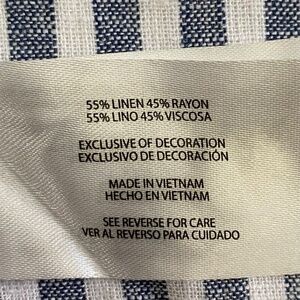 55% LINEN 45% RAYON
55% LINO 45% VISCOSA
EXCLUSIVE OF DECORATION
EXCLUSIVO DE DECORACIÓN
MADE IN VIETNAM
HECHO EN VIETNAM
SEE REVERSE FOR CARE
VER AL REVERSO PARA CUIDADO